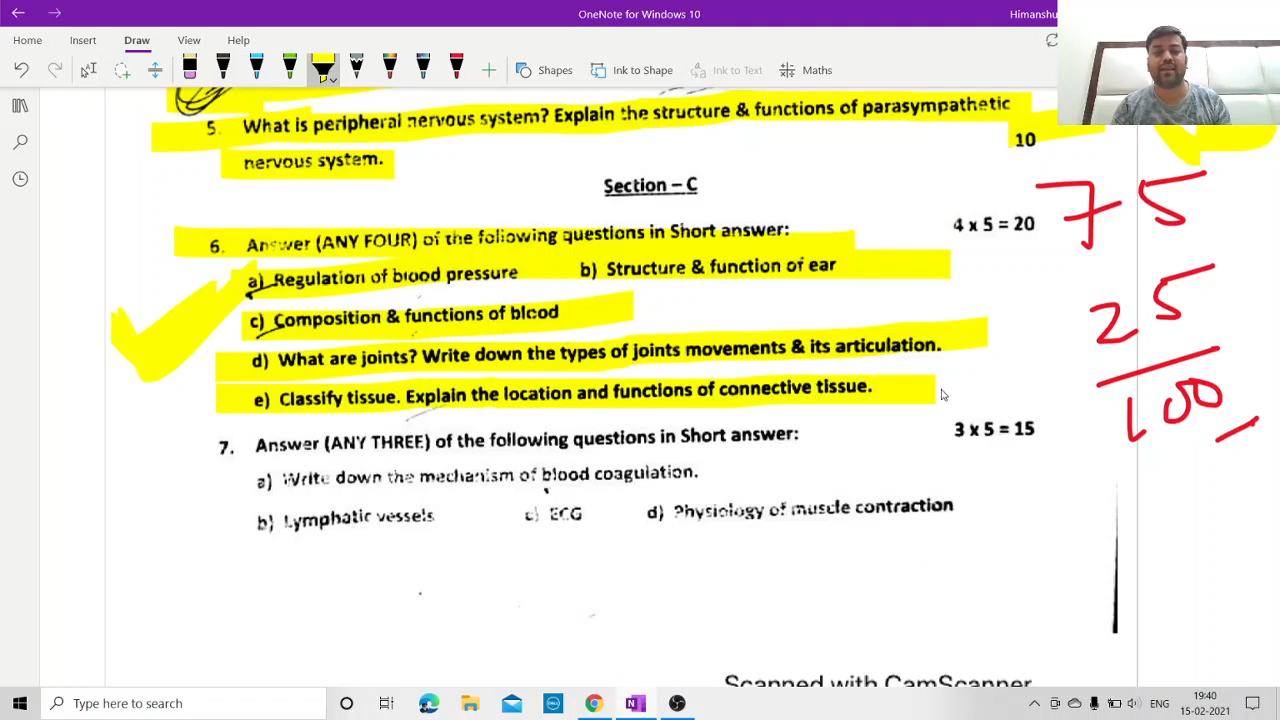 OneNote for Windows 10
Himanshu
Home Insert Draw View Help
Shapes Ink to Shape Ink to Text Maths
5. What is peripheral nervous system? Explain the structure & functions of parasympathetic
nervous system. 10
Section – C
6. Answer (ANY FOUR) of the following questions in Short answer: 4 x 5 = 20
a) Regulation of blood pressure b) Structure & function of ear
c) Composition & functions of blood
d) What are joints? Write down the types of joints movements & its articulation.
e) Classify tissue. Explain the location and functions of connective tissue.
7. Answer (ANY THREE) of the following questions in Short answer: 3 x 5 = 15
a) Write down the mechanism of blood coagulation.
b) Lymphatic vessels c) ECG d) Physiology of muscle contraction
75
25
100
Scanned with CamScanner
Type here to search
ENG
19:40
15-02-2021